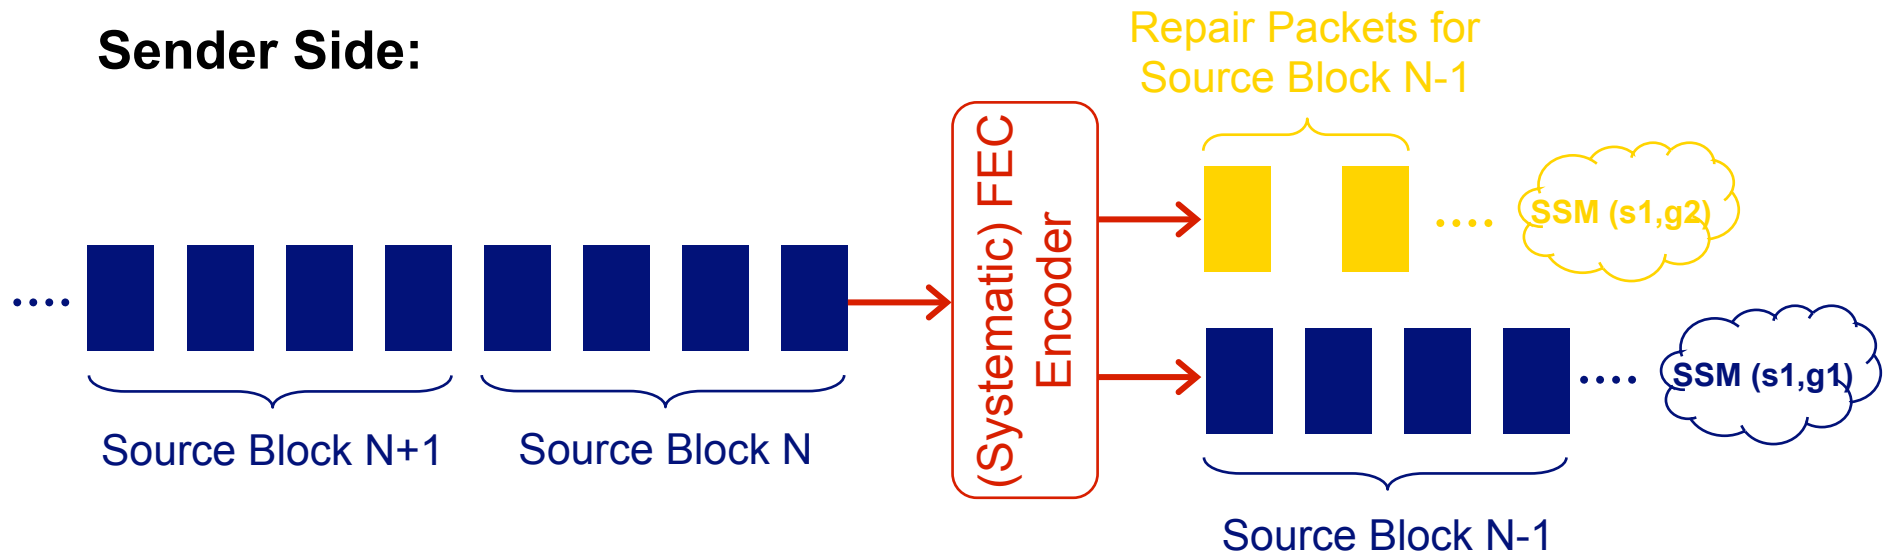 Sender Side:
Repair Packets for
Source Block N-1
(Systematic) FEC
Encoder
SSM (s1,g2)
SSM (s1,g1)
Source Block N+1
Source Block N
Source Block N-1